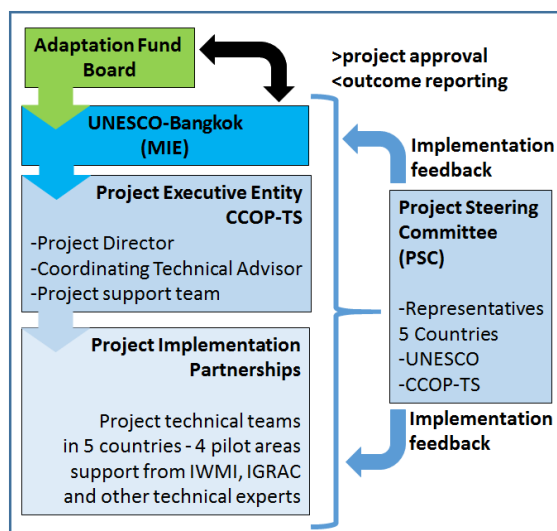 Adaptation Fund
Board
>project approval
<outcome reporting
UNESCO-Bangkok
(MIE)
Implementation
feedback
Project Executive Entity
CCOP-TS
-Project Director
-Coordinating Technical Advisor
-Project support team
Project Steering
Committee
(PSC)
-Representatives
5 Countries
-UNESCO
-CCOP-TS
Project Implementation
Partnerships
Project technical teams
in 5 countries - 4 pilot areas
support from IWMI, IGRAC
and other technical experts
Implementation
feedback